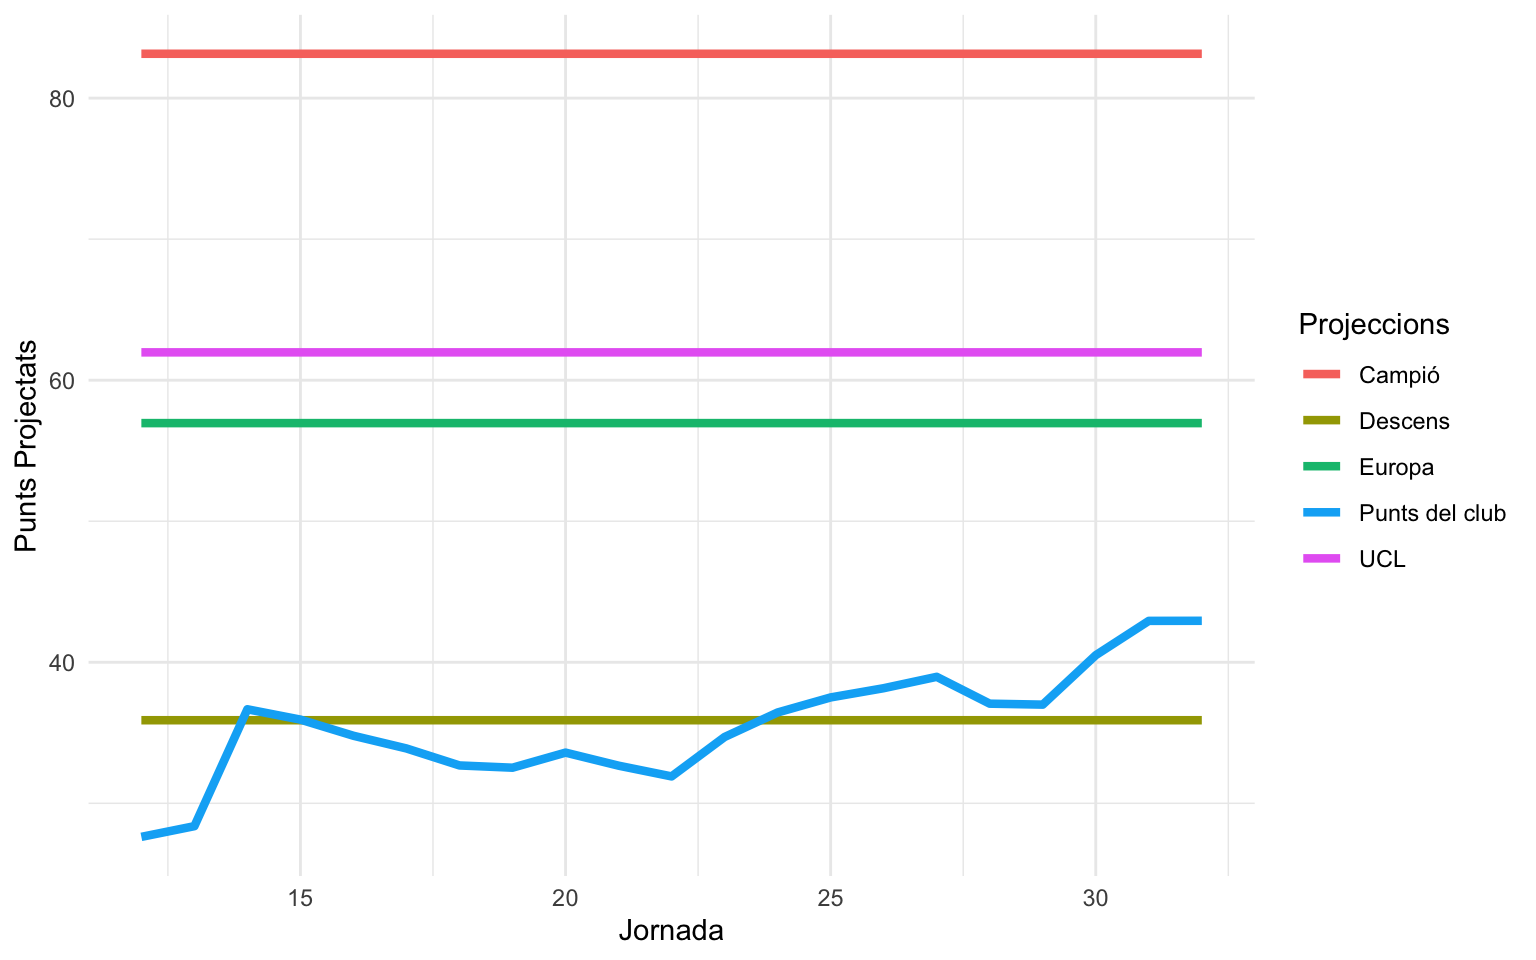 80
60
40
Punts Projectats
15 20 25 30
Jornada
Projeccions
Campió
Descens
Europa
Punts del club
UCL